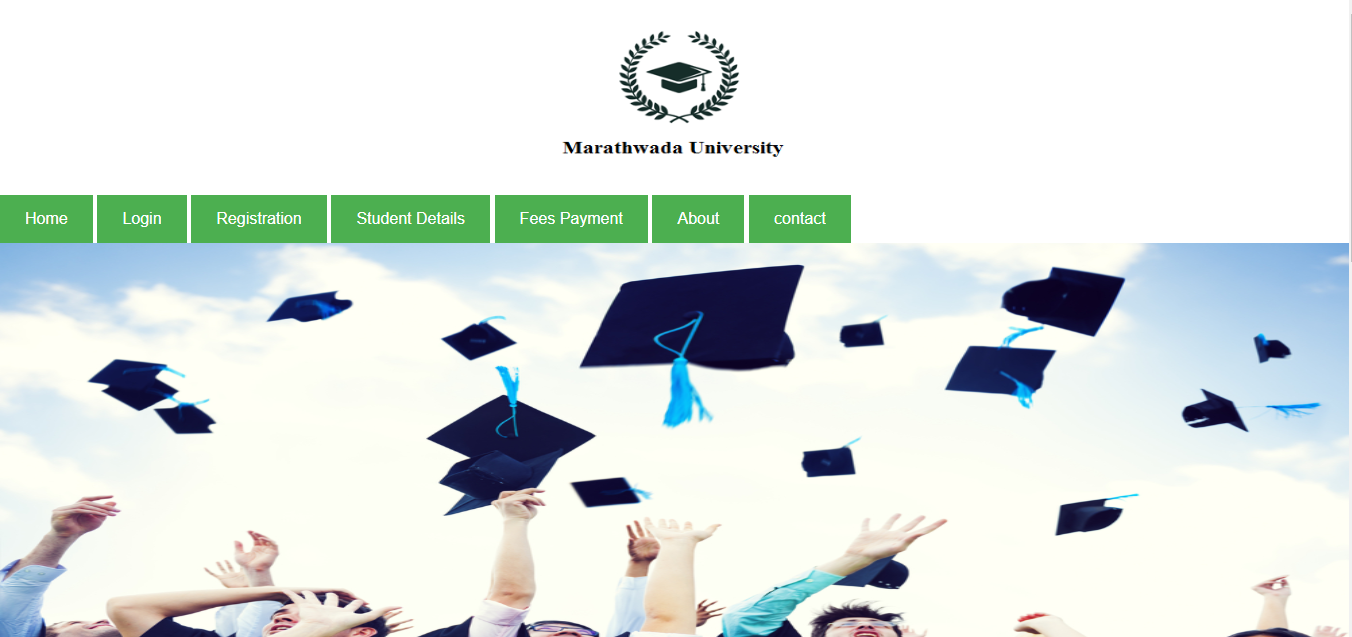 Marathwada University
Home Login Registration Student Details Fees Payment About contact